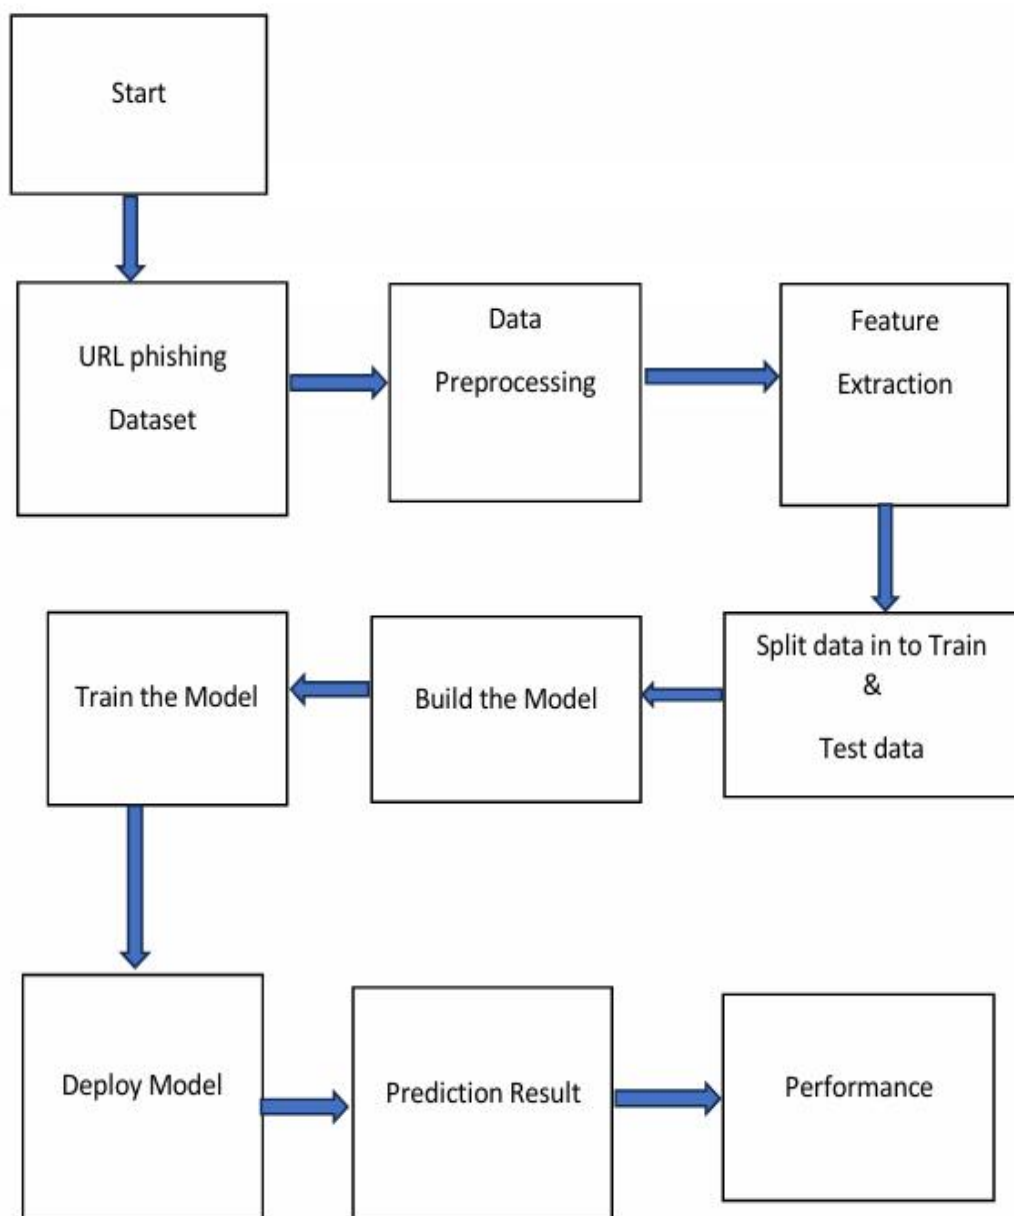 Start
URL phishing
Dataset
Data
Preprocessing
Feature
Extraction
Split data in to Train
&
Test data
Build the Model
Train the Model
Deploy Model
Prediction Result
Performance